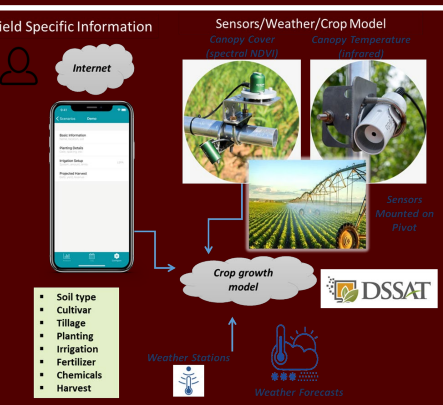 ield Specific Information
Sensors/Weather/Crop Model
Canopy Cover
(spectral NDVI)
Canopy Temperature
(infrared)
Internet
Basic Information
Planting Details
Irrigation Setup
Projected Harvest
Sensors
Mounted on
Pivot
Crop growth
model
DSSAT
▪ Soil type
▪ Cultivar
▪ Tillage
▪ Planting
▪ Irrigation
▪ Fertilizer
▪ Chemicals
▪ Harvest
Weather Stations
Weather Forecasts